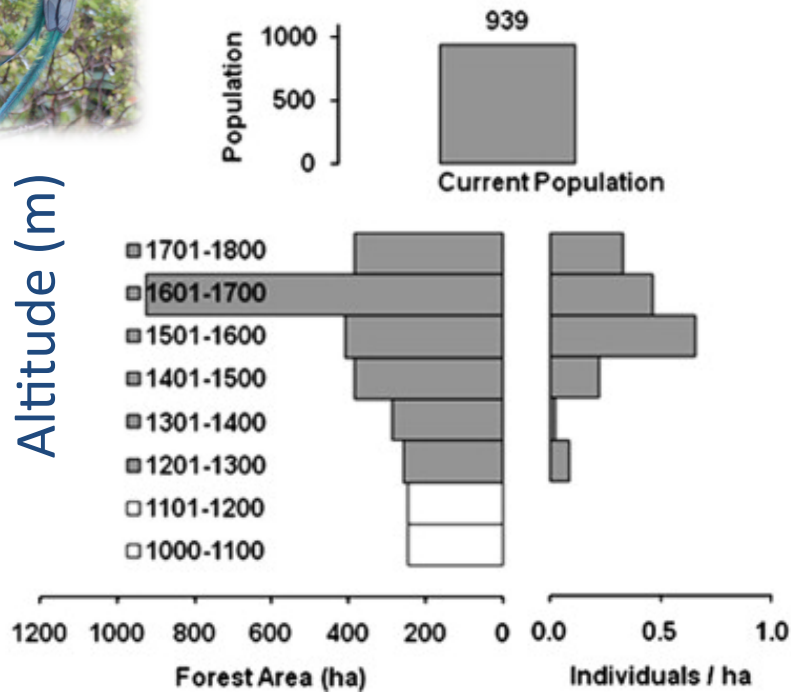 939
Population
1000
500
0
Current Population
Altitude (m)
1701-1800
1601-1700
1501-1600
1401-1500
1301-1400
1201-1300
1101-1200
1000-1100
1200 1000 800 600 400 200 0 0.0 0.5 1.0
Forest Area (ha) Individuals / ha